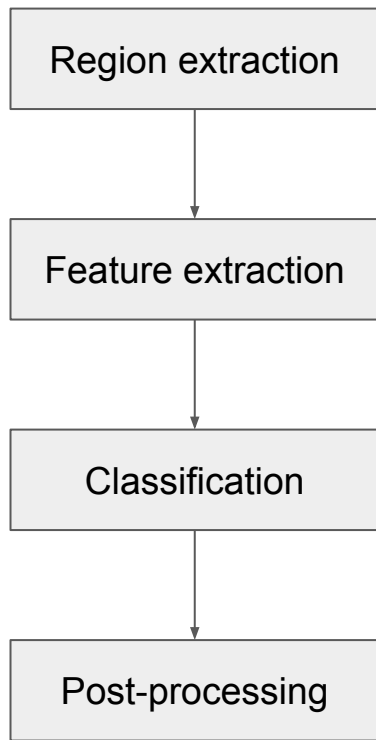 Region extraction
Feature extraction
Classification
Post-processing